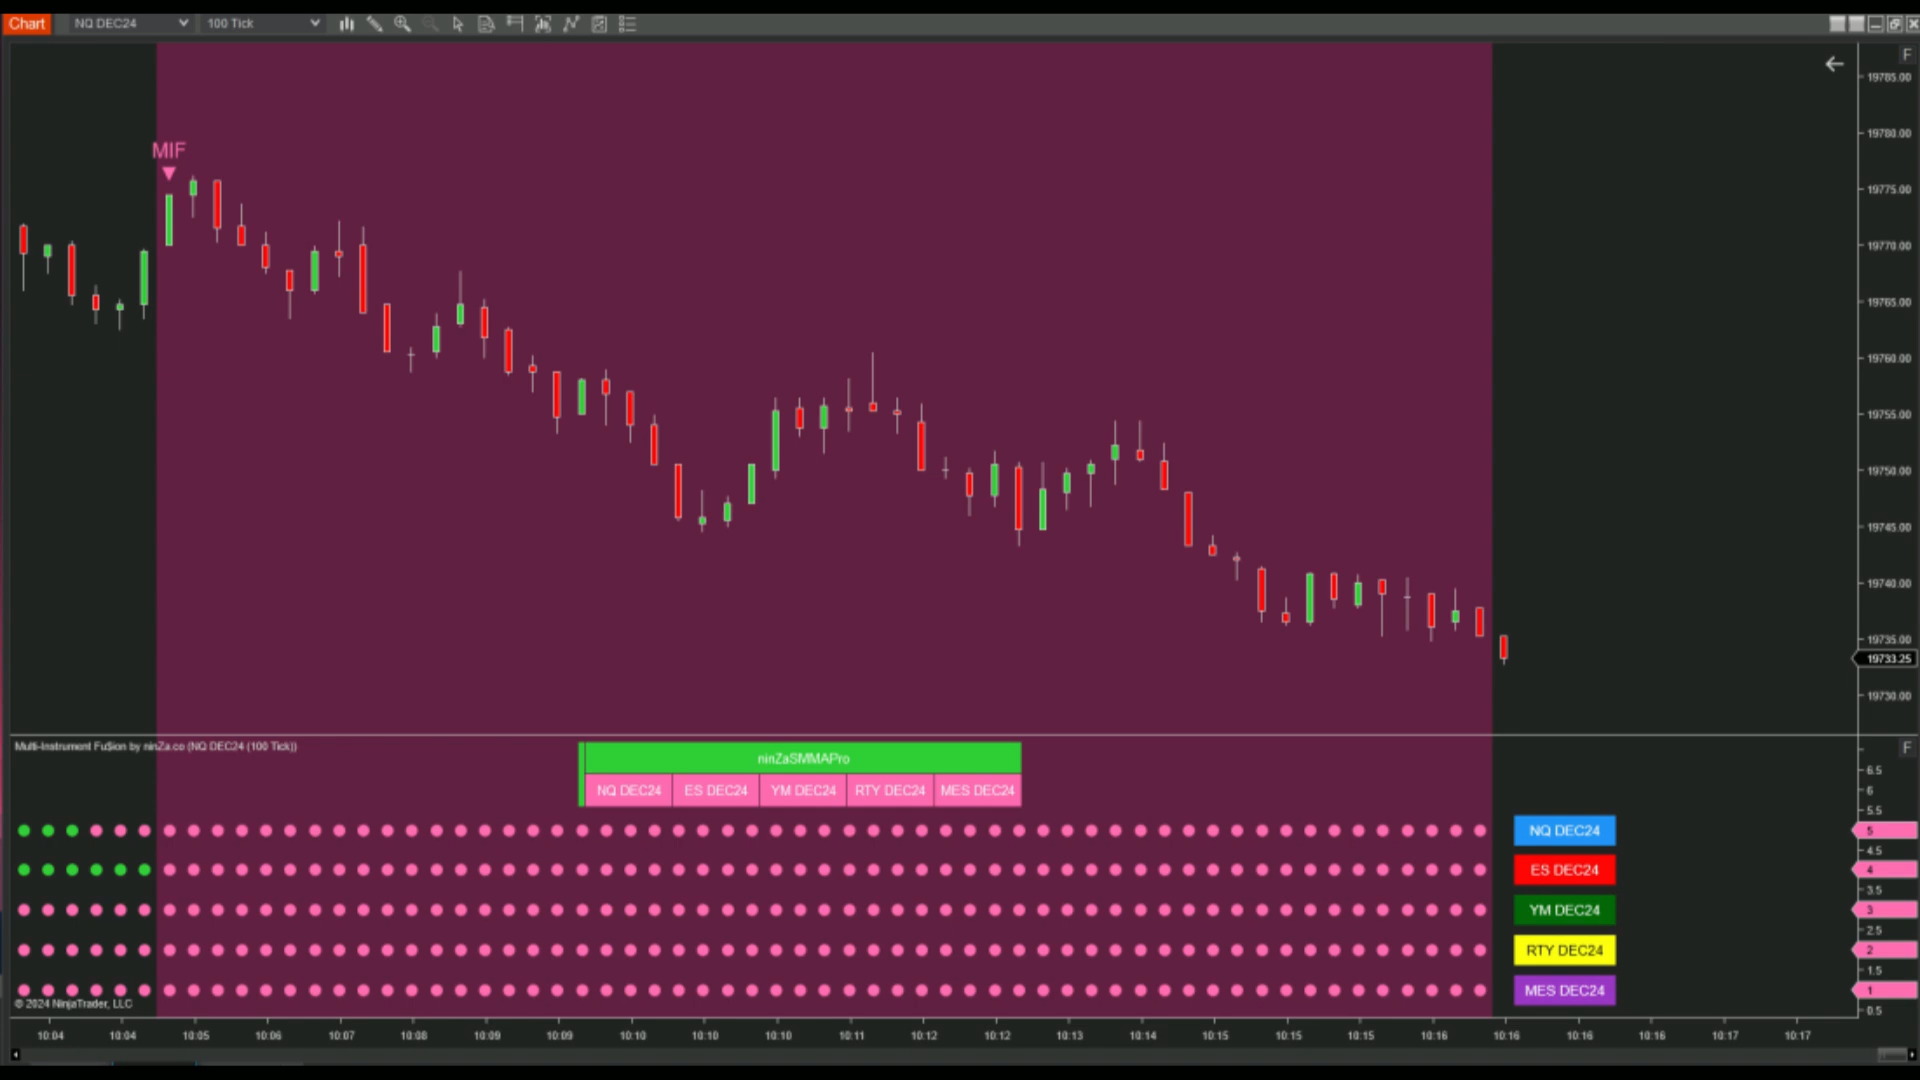 Chart NQ DEC24 100 Tick
F
19785.00
19780.00
MIF
19775.00
19770.00
19765.00
19760.00
19755.00
19750.00
19745.00
19740.00
19735.00
19733.25
19730.00
Multi-Instrument Fu$ion by ninZa.co (NQ DEC24 (100 Tick))
F
ninZaSMMAPro
6.5
NQ DEC24 ES DEC24 YM DEC24 RTY DEC24 MES DEC24
6
5.5
NQ DEC24 5
4.5
ES DEC24 4
3.5
YM DEC24 3
2.5
RTY DEC24 2
1.5
MES DEC24 1
© 2024 NinjaTrader, LLC
0.5
10:04 10:04 10:05 10:06 10:07 10:08 10:09 10:09 10:10 10:10 10:11 10:12 10:12 10:13 10:14 10:15 10:15 10:15 10:16 10:16 10:16 10:16 10:17 10:17